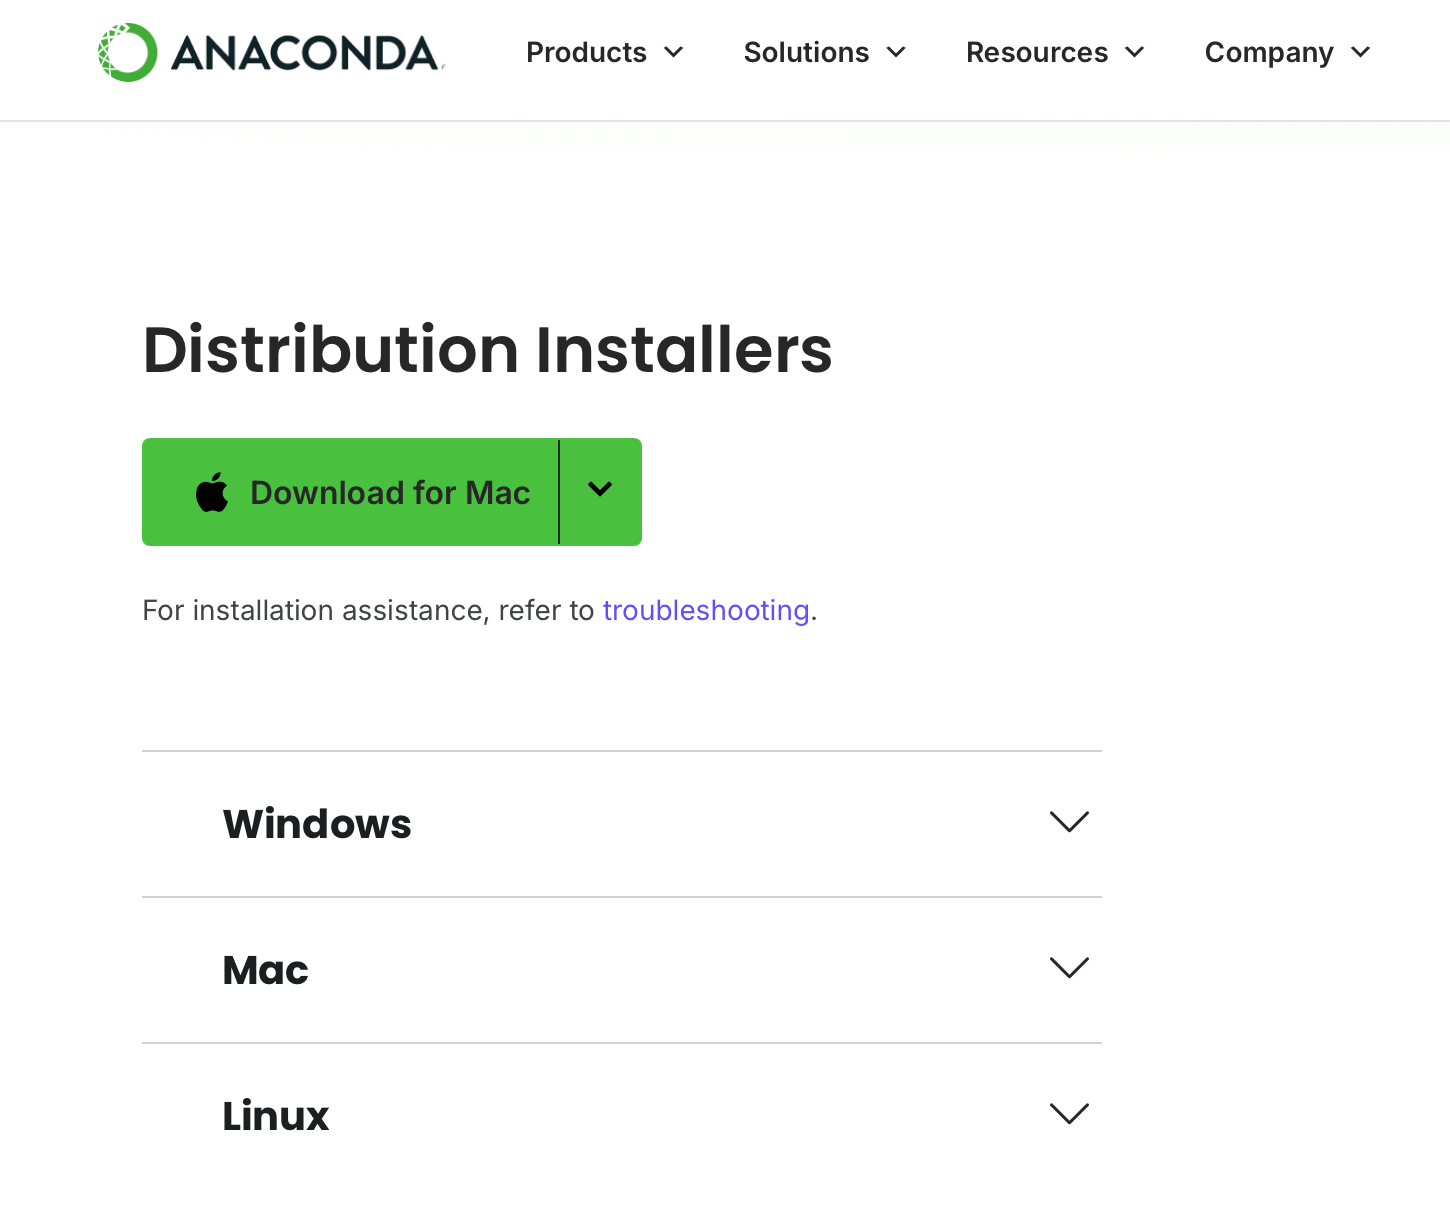 ANACONDA
Products Solutions Resources Company
Distribution Installers
Download for Mac
For installation assistance, refer to troubleshooting.
Windows
Mac
Linux